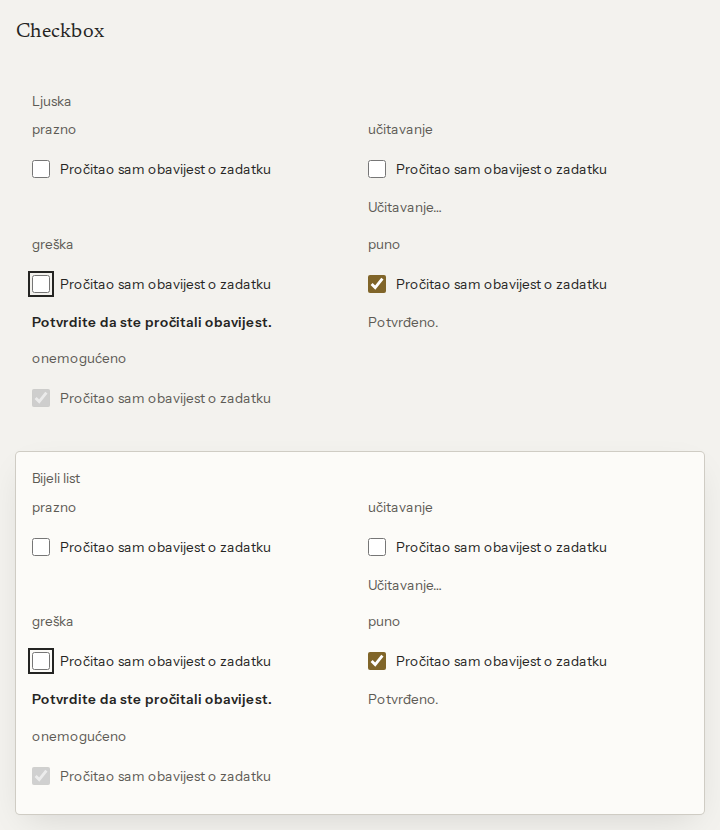 Checkbox
Ljuska
prazno
učitavanje
Pročitao sam obavijest o zadatku
Pročitao sam obavijest o zadatku
Učitavanje…
greška
puno
Pročitao sam obavijest o zadatku
Pročitao sam obavijest o zadatku
Potvrdite da ste pročitali obavijest.
Potvrđeno.
onemogućeno
Pročitao sam obavijest o zadatku
Bijeli list
prazno
učitavanje
Pročitao sam obavijest o zadatku
Pročitao sam obavijest o zadatku
Učitavanje…
greška
puno
Pročitao sam obavijest o zadatku
Pročitao sam obavijest o zadatku
Potvrdite da ste pročitali obavijest.
Potvrđeno.
onemogućeno
Pročitao sam obavijest o zadatku